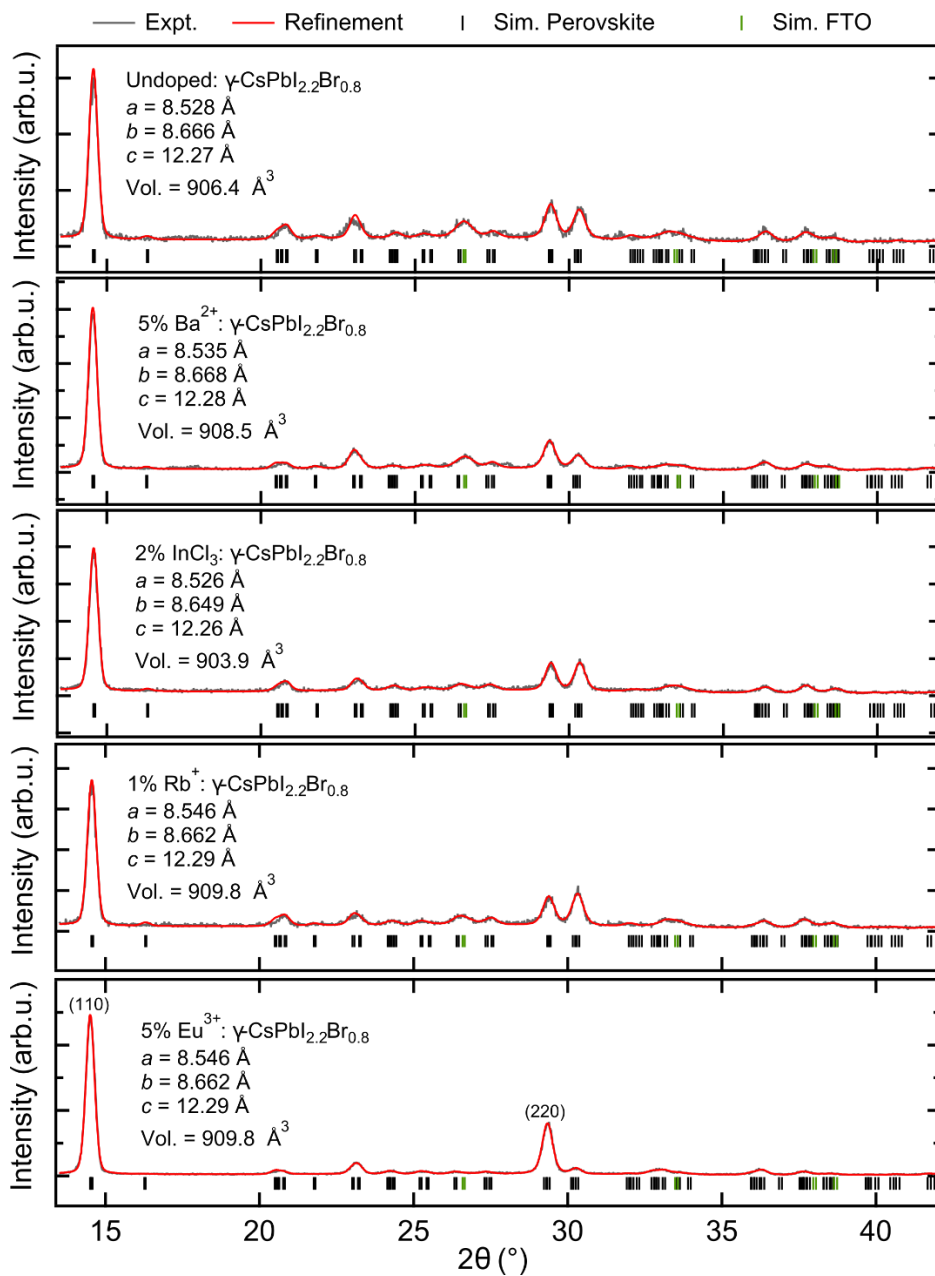 Expt. Refinement Sim. Perovskite Sim. FTO
Intensity (arb.u.)
Undoped: γ-CsPbI2.2Br0.8
a = 8.528 Å
b = 8.666 Å
c = 12.27 Å
Vol. = 906.4 Å3
Intensity (arb.u.)
5% Ba2+: γ-CsPbI2.2Br0.8
a = 8.535 Å
b = 8.668 Å
c = 12.28 Å
Vol. = 908.5 Å3
Intensity (arb.u.)
2% InCl3: γ-CsPbI2.2Br0.8
a = 8.526 Å
b = 8.649 Å
c = 12.26 Å
Vol. = 903.9 Å3
Intensity (arb.u.)
1% Rb+: γ-CsPbI2.2Br0.8
a = 8.546 Å
b = 8.662 Å
c = 12.29 Å
Vol. = 909.8 Å3
Intensity (arb.u.)
(110)
5% Eu3+: γ-CsPbI2.2Br0.8
a = 8.546 Å
b = 8.662 Å
c = 12.29 Å
Vol. = 909.8 Å3
(220)
15 20 25 30 35 40
2θ (°)